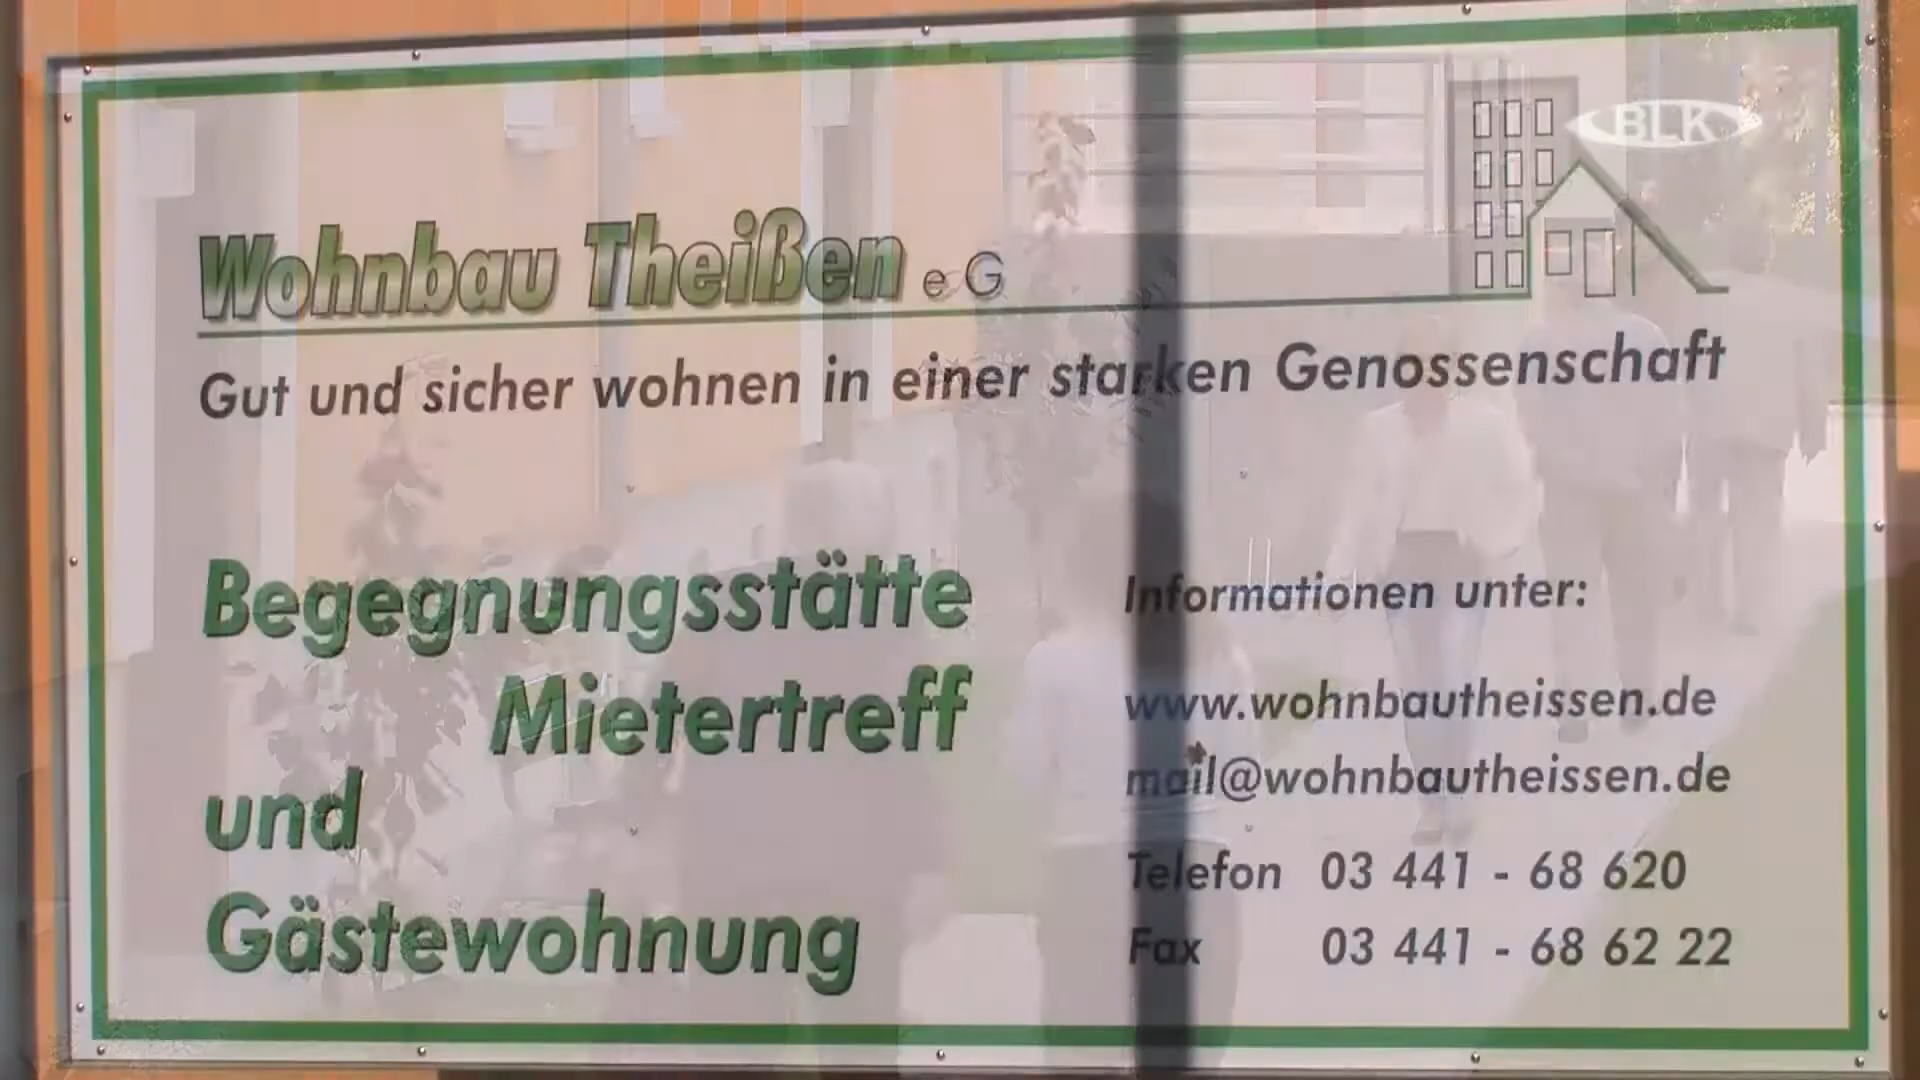 BLK
Wohnbau Theißen e G
Gut und sicher wohnen in einer starken Genossenschaft
Begegnungsstätte
Mietertreff
und
Gästewohnung
Informationen unter:
www.wohnbautheissen.de
mail@wohnbautheissen.de
Telefon 03 441 - 68 620
Fax 03 441 - 68 62 22